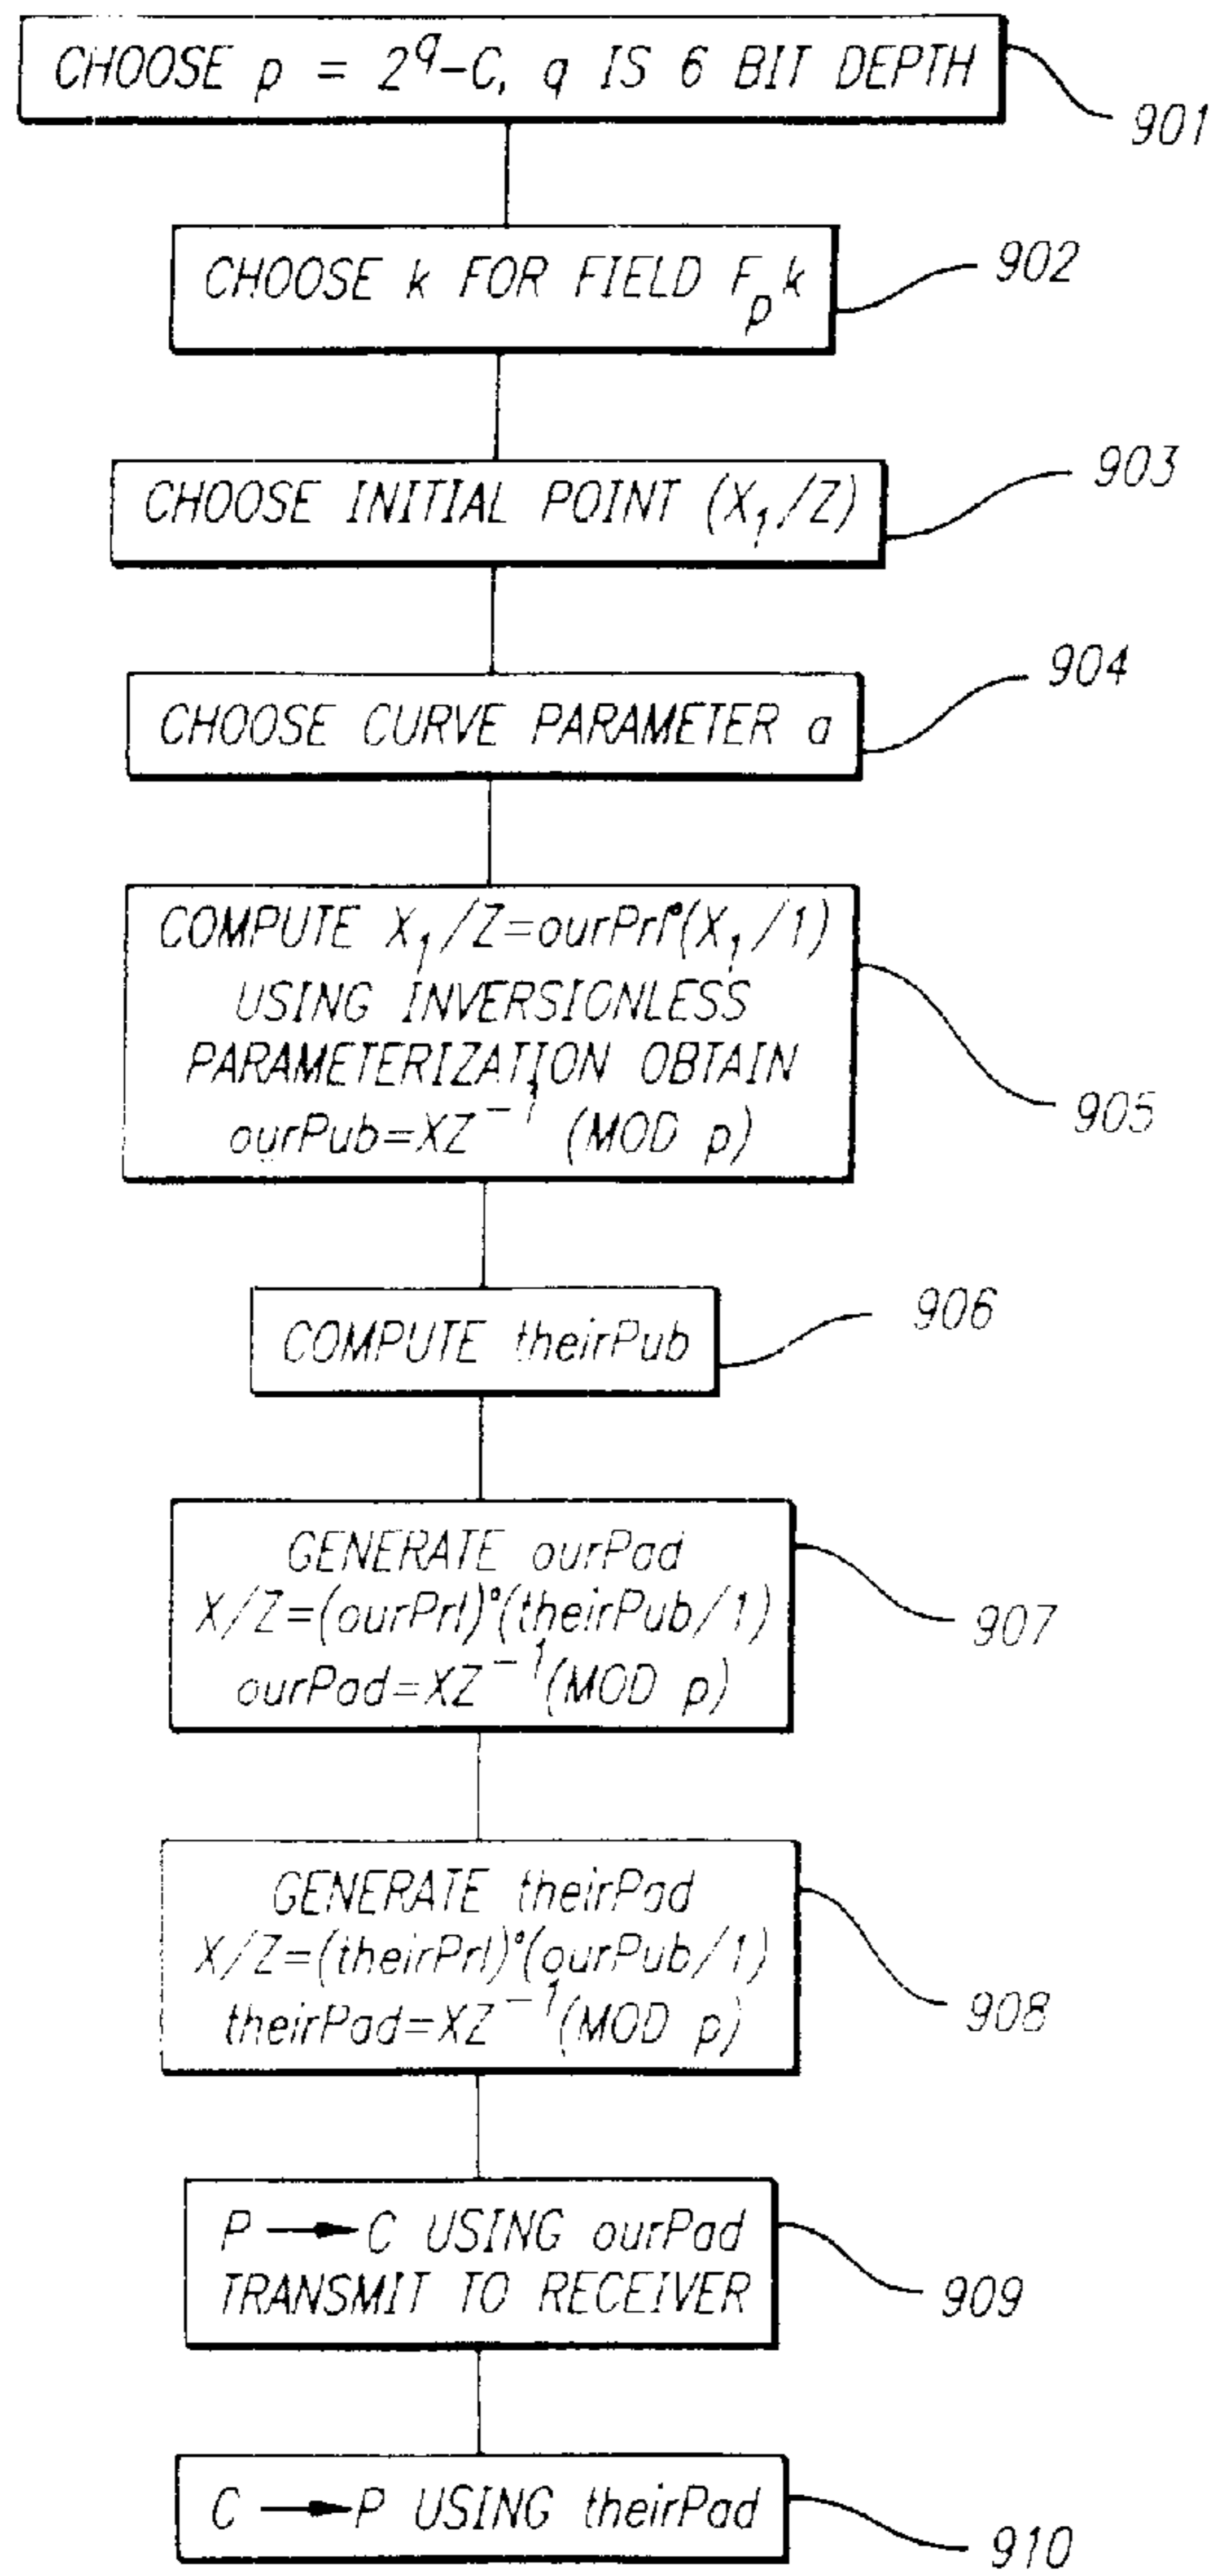 CHOOSE p = 2^q-C, q IS 6 BIT DEPTH
901
CHOOSE k FOR FIELD F_p k
902
CHOOSE INITIAL POINT (X₁/Z)
903
CHOOSE CURVE PARAMETER a
904
COMPUTE X₁/Z=ourPrI°(X₁/1)
USING INVERSIONLESS
PARAMETERIZATION OBTAIN
ourPub=XZ⁻¹ (MOD p)
905
COMPUTE theirPub
906
GENERATE ourPad
X/Z=(ourPrI)°(theirPub/1)
ourPad=XZ⁻¹(MOD p)
907
GENERATE theirPad
X/Z=(theirPrI)°(ourPub/1)
theirPad=XZ⁻¹(MOD p)
908
P → C USING ourPad
TRANSMIT TO RECEIVER
909
C → P USING theirPad
910